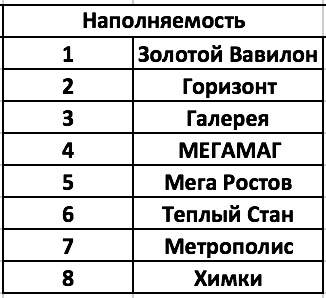 Наполняемость
1 Золотой Вавилон
2 Горизонт
3 Галерея
4 МЕГАМАГ
5 Мега Ростов
6 Теплый Стан
7 Метрополис
8 Химки